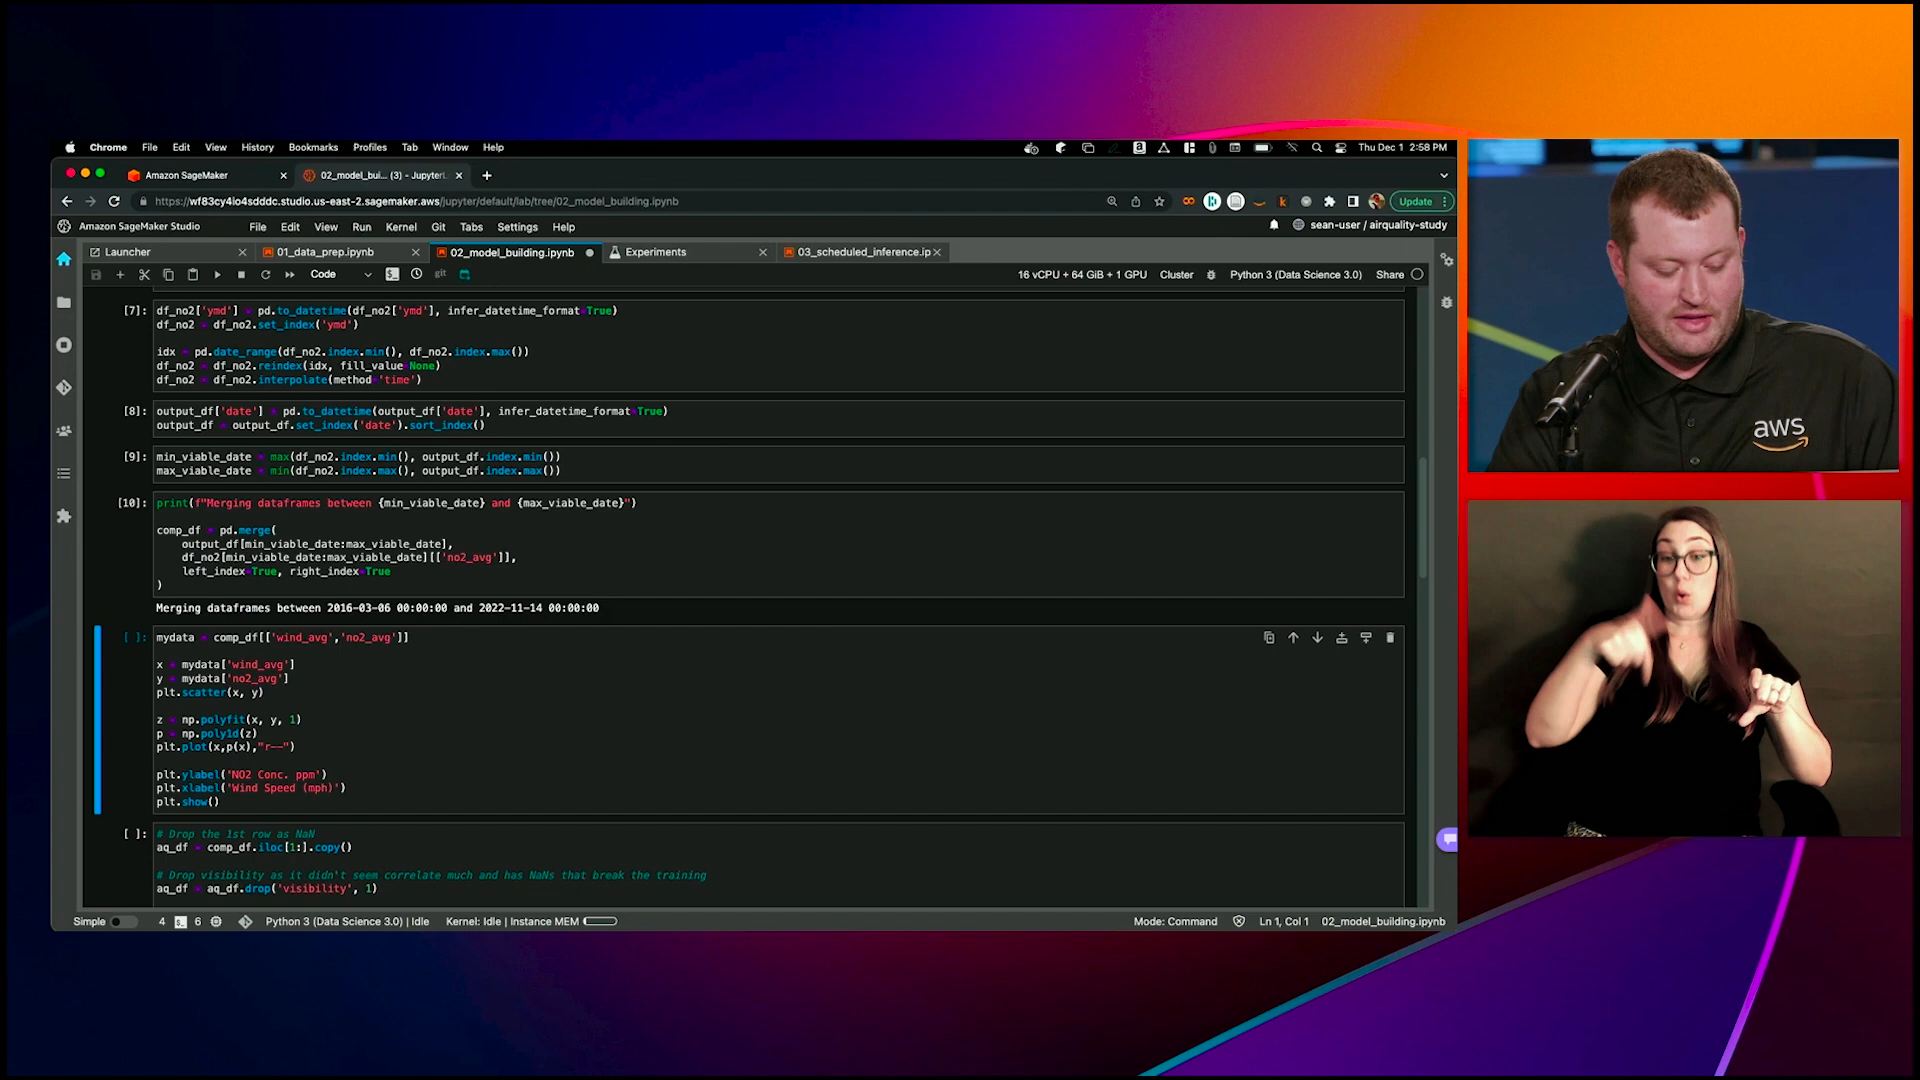 Chrome File Edit View History Bookmarks Profiles Tab Window Help
Thu Dec 1 2:58 PM
Amazon SageMaker
02_model_bui... (3) - JupyterL
https://wf83cy4io4sdddc.studio.us-east-2.sagemaker.aws/jupyter/default/lab/tree/02_model_building.ipynb
Update
Amazon SageMaker Studio File Edit View Run Kernel Git Tabs Settings Help
sean-user / airquality-study
Launcher
01_data_prep.ipynb
02_model_building.ipynb
Experiments
03_scheduled_inference.ip
Code
git
16 vCPU + 64 GiB + 1 GPU Cluster Python 3 (Data Science 3.0) Share
[7]: df_no2['ymd'] = pd.to_datetime(df_no2['ymd'], infer_datetime_format=True)
df_no2 = df_no2.set_index('ymd')
idx = pd.date_range(df_no2.index.min(), df_no2.index.max())
df_no2 = df_no2.reindex(idx, fill_value=None)
df_no2 = df_no2.interpolate(method='time')
[8]: output_df['date'] = pd.to_datetime(output_df['date'], infer_datetime_format=True)
output_df = output_df.set_index('date').sort_index()
[9]: min_viable_date = max(df_no2.index.min(), output_df.index.min())
max_viable_date = min(df_no2.index.max(), output_df.index.max())
[10]: print(f"Merging dataframes between {min_viable_date} and {max_viable_date}")
comp_df = pd.merge(
output_df[min_viable_date:max_viable_date],
df_no2[min_viable_date:max_viable_date][['no2_avg']],
left_index=True, right_index=True
)
Merging dataframes between 2016-03-06 00:00:00 and 2022-11-14 00:00:00
[ ]: mydata = comp_df[['wind_avg','no2_avg']]
x = mydata['wind_avg']
y = mydata['no2_avg']
plt.scatter(x, y)
z = np.polyfit(x, y, 1)
p = np.poly1d(z)
plt.plot(x,p(x),"r--")
plt.ylabel('NO2 Conc. ppm')
plt.xlabel('Wind Speed (mph)')
plt.show()
[ ]: # Drop the 1st row as NaN
aq_df = comp_df.iloc[1:].copy()
# Drop visibility as it didn't seem correlate much and has NaNs that break the training
aq_df = aq_df.drop('visibility', 1)
Simple 4 6 Python 3 (Data Science 3.0) | Idle Kernel: Idle | Instance MEM
Mode: Command Ln 1, Col 1 02_model_building.ipynb
aws